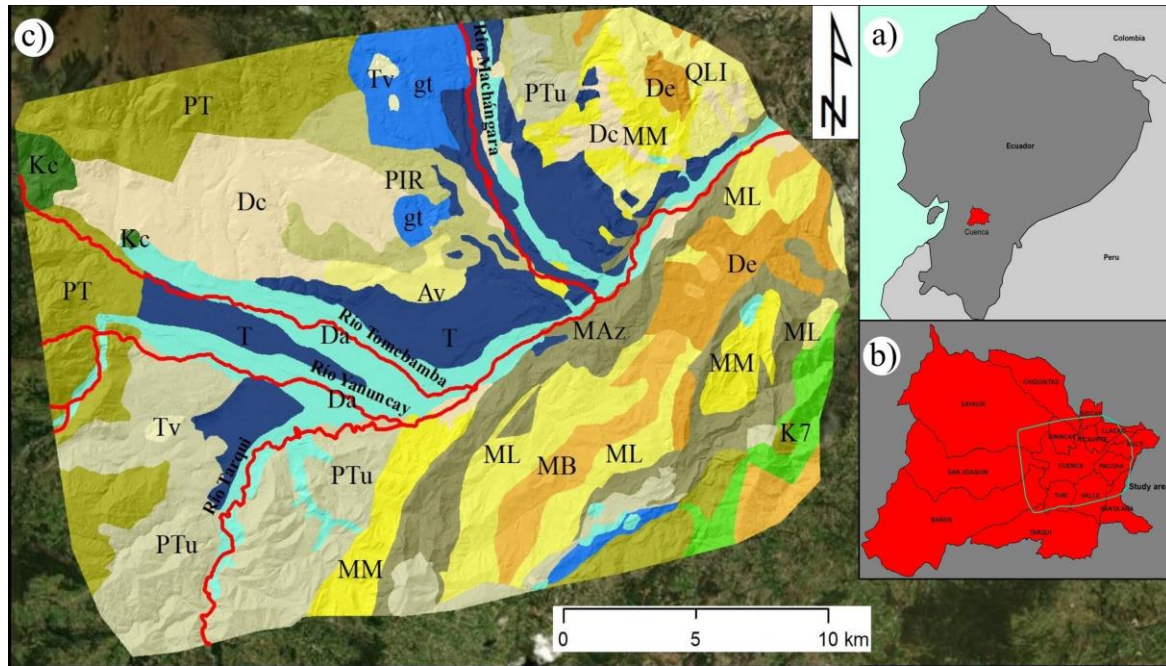 c)
PT
Tv
gt
Río Machángara
PTu
De
QLI
Dc
MM
Kc
PIR
Dc
gt
ML
Kc
De
PT
Av
T
Da
Río Tomebamba
T
MAz
ML
Río Yanuncay
MM
Da
Tv
K7
Río Tarqui
ML
MB
ML
PTu
PTu
MM
0 5 10 km
N
a)
Colombia
Ecuador
Cuenca
Peru
b)
CHIQUINTAD
SAYAUSI
SINICAY
RICAURTE
LLACAO
SAN JOAQUIN
CUENCA
PACCHA
Study area
TURI
VALLE
SANTA ANA
BAÑOS
TARQUI